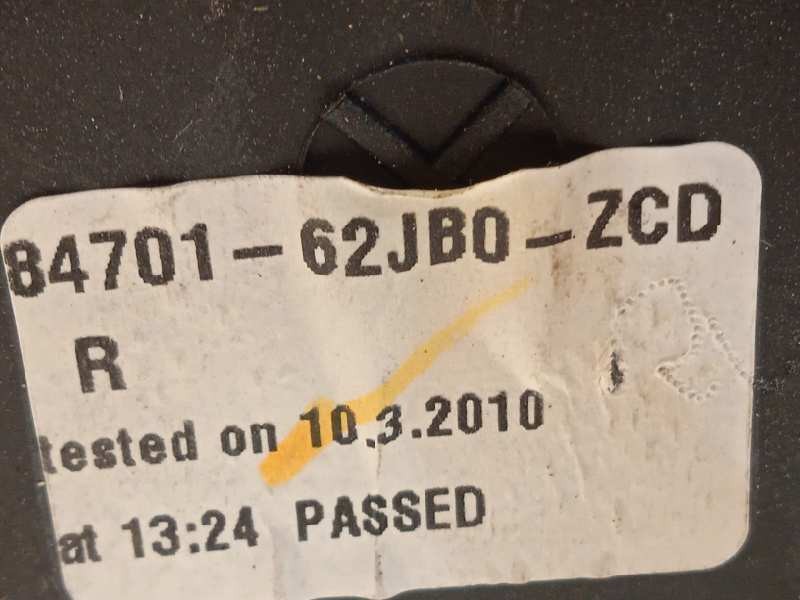 84701-62JB0-ZCD
R
tested on 10.3.2010
at 13:24 PASSED